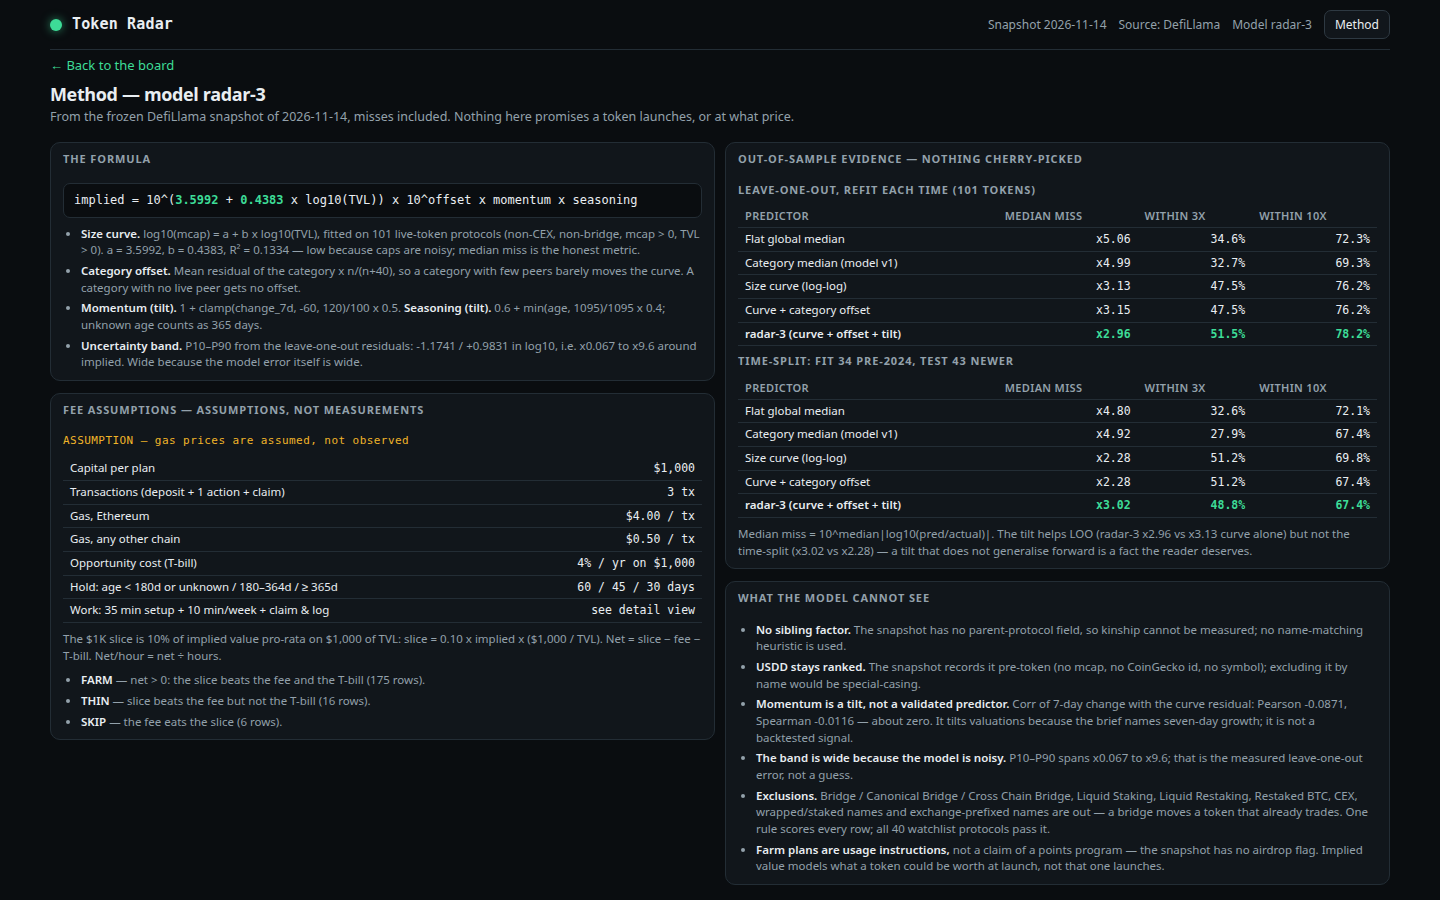 Token Radar
Snapshot 2026-11-14 Source: DefiLlama Model radar-3 Method
← Back to the board
Method — model radar-3
From the frozen DefiLlama snapshot of 2026-11-14, misses included. Nothing here promises a token launches, or at what price.
THE FORMULA
implied = 10^(3.5992 + 0.4383 x log10(TVL)) x 10^offset x momentum x seasoning
• Size curve. log10(mcap) = a + b x log10(TVL), fitted on 101 live-token protocols (non-CEX, non-bridge, mcap > 0, TVL
> 0). a = 3.5992, b = 0.4383, R² = 0.1334 — low because caps are noisy; median miss is the honest metric.
• Category offset. Mean residual of the category x n/(n+40), so a category with few peers barely moves the curve. A
category with no live peer gets no offset.
• Momentum (tilt). 1 + clamp(change_7d, -60, 120)/100 x 0.5. Seasoning (tilt). 0.6 + min(age, 1095)/1095 x 0.4;
unknown age counts as 365 days.
• Uncertainty band. P10–P90 from the leave-one-out residuals: -1.1741 / +0.9831 in log10, i.e. x0.067 to x9.6 around
implied. Wide because the model error itself is wide.
FEE ASSUMPTIONS — ASSUMPTIONS, NOT MEASUREMENTS
ASSUMPTION — gas prices are assumed, not observed
Capital per plan $1,000
Transactions (deposit + 1 action + claim) 3 tx
Gas, Ethereum $4.00 / tx
Gas, any other chain $0.50 / tx
Opportunity cost (T-bill) 4% / yr on $1,000
Hold: age < 180d or unknown / 180–364d / ≥ 365d 60 / 45 / 30 days
Work: 35 min setup + 10 min/week + claim & log see detail view
The $1K slice is 10% of implied value pro-rata on $1,000 of TVL: slice = 0.10 x implied x ($1,000 / TVL). Net = slice − fee −
T-bill. Net/hour = net ÷ hours.
• FARM — net > 0: the slice beats the fee and the T-bill (175 rows).
• THIN — slice beats the fee but not the T-bill (16 rows).
• SKIP — the fee eats the slice (6 rows).
OUT-OF-SAMPLE EVIDENCE — NOTHING CHERRY-PICKED
LEAVE-ONE-OUT, REFIT EACH TIME (101 TOKENS)
PREDICTOR MEDIAN MISS WITHIN 3X WITHIN 10X
Flat global median x5.06 34.6% 72.3%
Category median (model v1) x4.99 32.7% 69.3%
Size curve (log-log) x3.13 47.5% 76.2%
Curve + category offset x3.15 47.5% 76.2%
radar-3 (curve + offset + tilt) x2.96 51.5% 78.2%
TIME-SPLIT: FIT 34 PRE-2024, TEST 43 NEWER
PREDICTOR MEDIAN MISS WITHIN 3X WITHIN 10X
Flat global median x4.80 32.6% 72.1%
Category median (model v1) x4.92 27.9% 67.4%
Size curve (log-log) x2.28 51.2% 69.8%
Curve + category offset x2.28 51.2% 67.4%
radar-3 (curve + offset + tilt) x3.02 48.8% 67.4%
Median miss = 10^median|log10(pred/actual)|. The tilt helps LOO (radar-3 x2.96 vs x3.13 curve alone) but not the
time-split (x3.02 vs x2.28) — a tilt that does not generalise forward is a fact the reader deserves.
WHAT THE MODEL CANNOT SEE
• No sibling factor. The snapshot has no parent-protocol field, so kinship cannot be measured; no name-matching
heuristic is used.
• USDD stays ranked. The snapshot records it pre-token (no mcap, no CoinGecko id, no symbol); excluding it by
name would be special-casing.
• Momentum is a tilt, not a validated predictor. Corr of 7-day change with the curve residual: Pearson -0.0871,
Spearman -0.0116 — about zero. It tilts valuations because the brief names seven-day growth; it is not a
backtested signal.
• The band is wide because the model is noisy. P10–P90 spans x0.067 to x9.6; that is the measured leave-one-out
error, not a guess.
• Exclusions. Bridge / Canonical Bridge / Cross Chain Bridge, Liquid Staking, Liquid Restaking, Restaked BTC, CEX,
wrapped/staked names and exchange-prefixed names are out — a bridge moves a token that already trades. One
rule scores every row; all 40 watchlist protocols pass it.
• Farm plans are usage instructions, not a claim of a points program — the snapshot has no airdrop flag. Implied
value models what a token could be worth at launch, not that one launches.